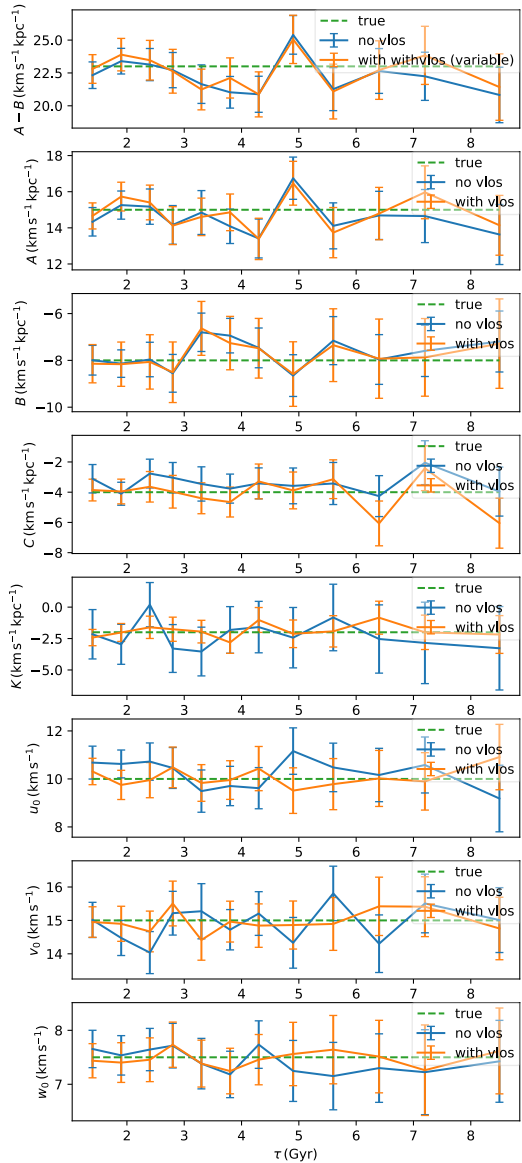 A − B (km s⁻¹ kpc⁻¹)
25.0
22.5
20.0
true
no vlos
with withvlos (variable)
2 3 4 5 6 7 8
A (km s⁻¹ kpc⁻¹)
18
16
14
12
true
no vlos
with vlos
2 3 4 5 6 7 8
B (km s⁻¹ kpc⁻¹)
−6
−8
−10
true
no vlos
with vlos
2 3 4 5 6 7 8
C (km s⁻¹ kpc⁻¹)
−2
−4
−6
−8
true
no vlos
with vlos
2 3 4 5 6 7 8
K (km s⁻¹ kpc⁻¹)
0.0
−2.5
−5.0
true
no vlos
with vlos
2 3 4 5 6 7 8
u₀ (km s⁻¹)
12
10
8
true
no vlos
with vlos
2 3 4 5 6 7 8
v₀ (km s⁻¹)
16
15
14
true
no vlos
with vlos
2 3 4 5 6 7 8
w₀ (km s⁻¹)
8
7
true
no vlos
with vlos
2 3 4 5 6 7 8
τ (Gyr)